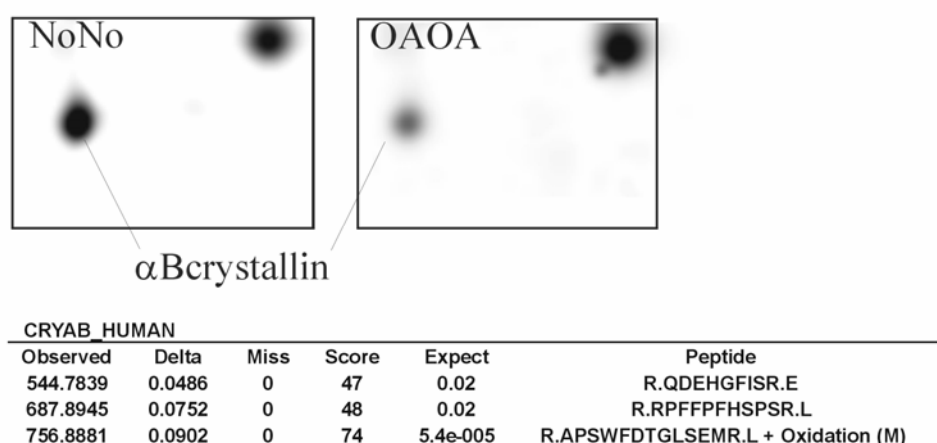 NoNo OAOA
αBcrystallin
CRYAB_HUMAN
Observed Delta Miss Score Expect Peptide
544.7839 0.0486 0 47 0.02 R.QDEHGFISR.E
687.8945 0.0752 0 48 0.02 R.RPFFPFHSPSR.L
756.8881 0.0902 0 74 5.4e-005 R.APSWFDTGLSEMR.L + Oxidation (M)